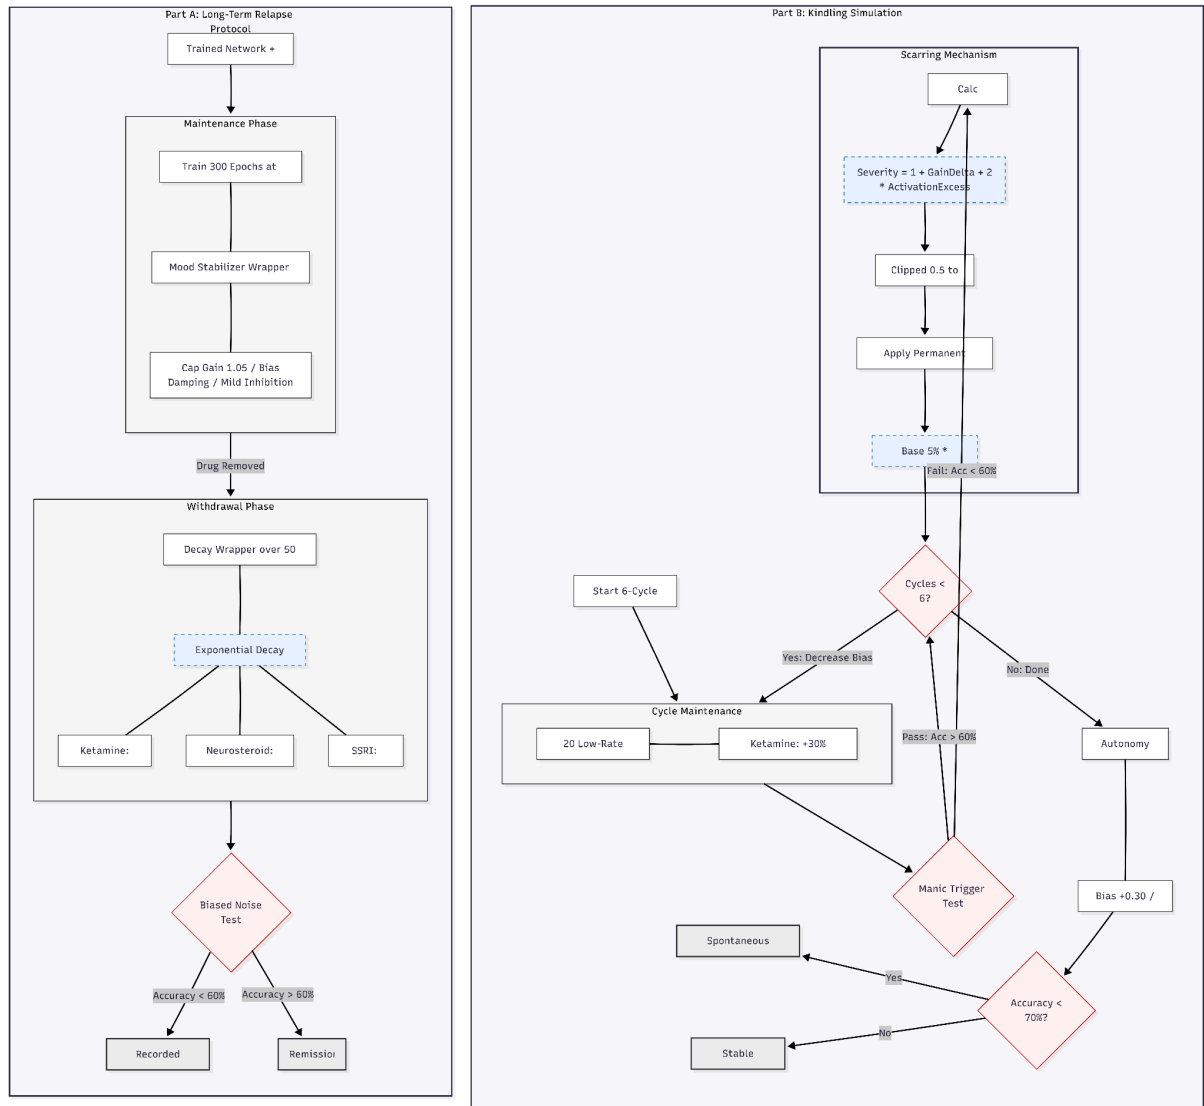 Part A: Long-Term Relapse
Protocol
Trained Network +
Maintenance Phase
Train 300 Epochs at
Mood Stabilizer Wrapper
Cap Gain 1.05 / Bias
Damping / Mild Inhibition
Drug Removed
Withdrawal Phase
Decay Wrapper over 50
Exponential Decay
Ketamine:
Neurosteroid:
SSRI:
Biased Noise
Test
Accuracy < 60%
Accuracy > 60%
Recorded
Remission
Part B: Kindling Simulation
Scarring Mechanism
Calc
Severity = 1 + GainDelta + 2
* ActivationExcess
Clipped 0.5 to
Apply Permanent
Base 5% *
Fail: Acc < 60%
Cycles <
6?
Start 6-Cycle
Yes: Decrease Bias
No: Done
Cycle Maintenance
20 Low-Rate
Ketamine: +30%
Pass: Acc > 60%
Autonomy
Manic Trigger
Test
Bias +0.30 /
Spontaneous
Yes
Accuracy <
70%?
No
Stable